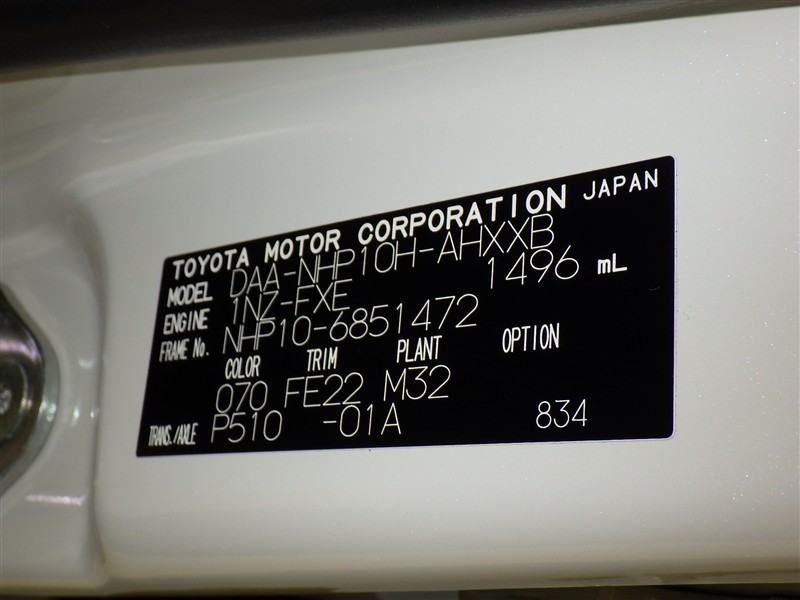 TOYOTA MOTOR CORPORATION JAPAN
MODEL DAA-NHP10H-AHXXB
ENGINE 1NZ-FXE 1496 mL
FRAME No. NHP10-6851472
COLOR TRIM PLANT OPTION
070 FE22 M32
TRANS./AXLE P510 -01A 834